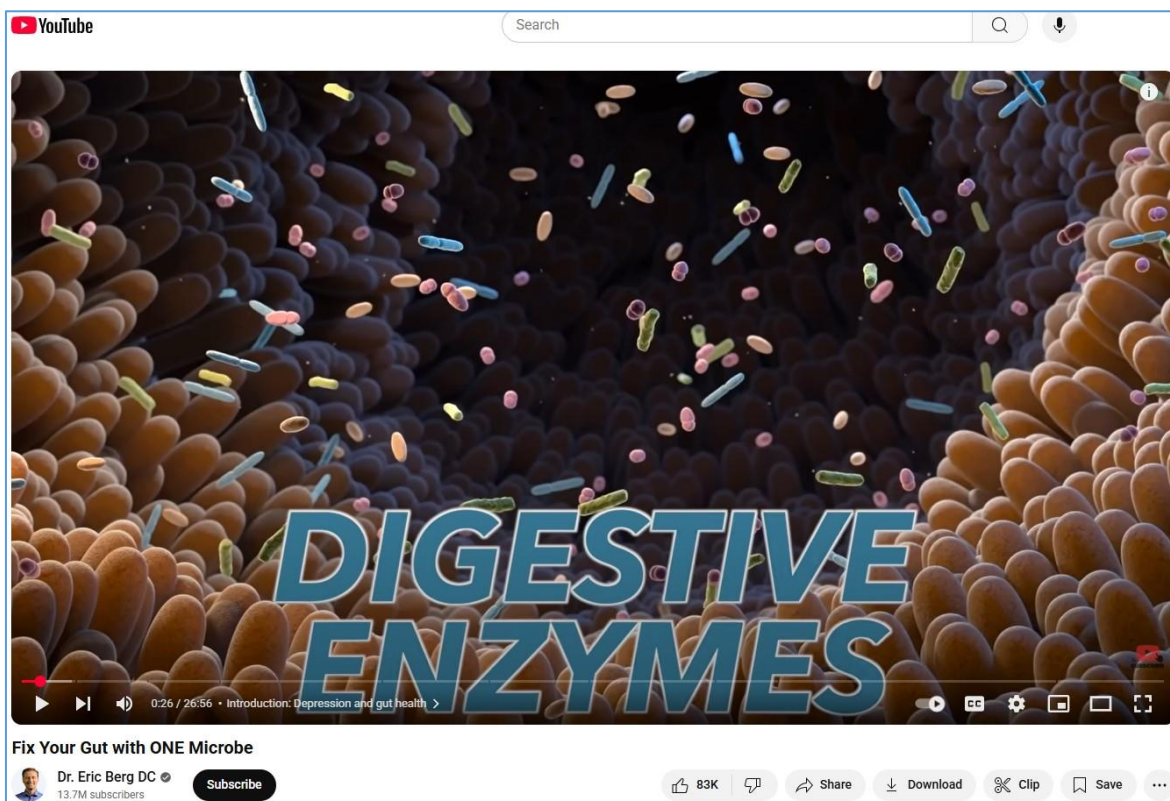 YouTube
Search
DIGESTIVE
ENZYMES
0:26 / 26:56 • Introduction: Depression and gut health
CC
Fix Your Gut with ONE Microbe
Dr. Eric Berg DC
13.7M subscribers
Subscribe
83K
Share
Download
Clip
Save